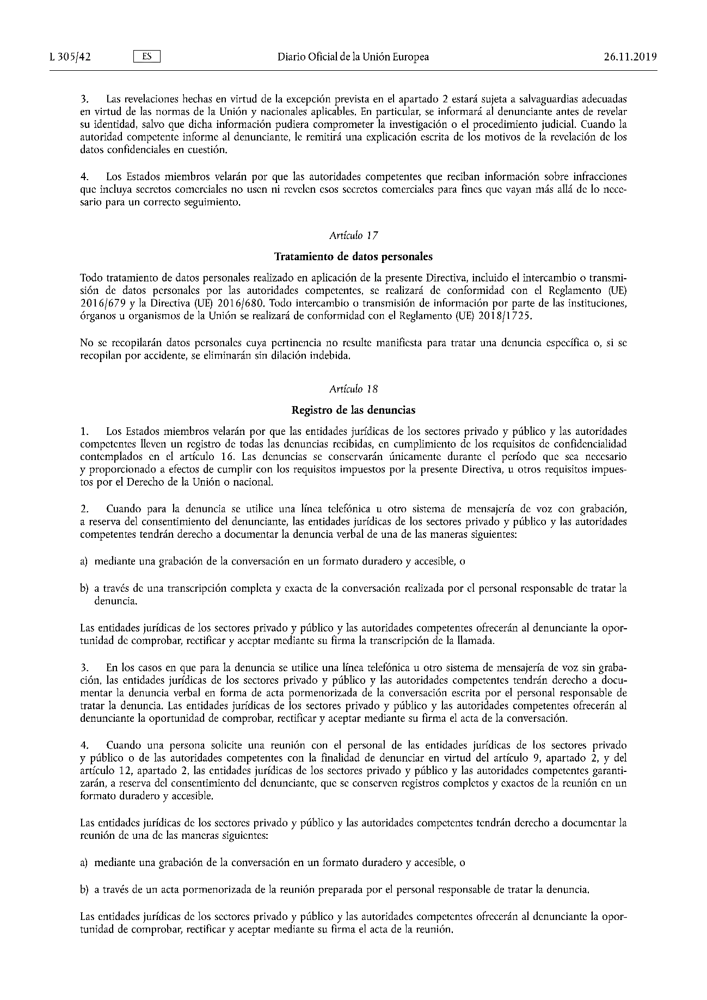 L 305/42
ES
Diario Oficial de la Unión Europea
26.11.2019
3. Las revelaciones hechas en virtud de la excepción prevista en el apartado 2 estará sujeta a salvaguardias adecuadas
en virtud de las normas de la Unión y nacionales aplicables. En particular, se informará al denunciante antes de revelar
su identidad, salvo que dicha información pudiera comprometer la investigación o el procedimiento judicial. Cuando la
autoridad competente informe al denunciante, le remitirá una explicación escrita de los motivos de la revelación de los
datos confidenciales en cuestión.
4. Los Estados miembros velarán por que las autoridades competentes que reciban información sobre infracciones
que incluya secretos comerciales no usen ni revelen esos secretos comerciales para fines que vayan más allá de lo nece-
sario para un correcto seguimiento.
Artículo 17
Tratamiento de datos personales
Todo tratamiento de datos personales realizado en aplicación de la presente Directiva, incluido el intercambio o transmi-
sión de datos personales por las autoridades competentes, se realizará de conformidad con el Reglamento (UE)
2016/679 y la Directiva (UE) 2016/680. Todo intercambio o transmisión de información por parte de las instituciones,
órganos u organismos de la Unión se realizará de conformidad con el Reglamento (UE) 2018/1725.
No se recopilarán datos personales cuya pertinencia no resulte manifiesta para tratar una denuncia específica o, si se
recopilan por accidente, se eliminarán sin dilación indebida.
Artículo 18
Registro de las denuncias
1. Los Estados miembros velarán por que las entidades jurídicas de los sectores privado y público y las autoridades
competentes lleven un registro de todas las denuncias recibidas, en cumplimiento de los requisitos de confidencialidad
contemplados en el artículo 16. Las denuncias se conservarán únicamente durante el período que sea necesario
y proporcionado a efectos de cumplir con los requisitos impuestos por la presente Directiva, u otros requisitos impues-
tos por el Derecho de la Unión o nacional.
2. Cuando para la denuncia se utilice una línea telefónica u otro sistema de mensajería de voz con grabación,
a reserva del consentimiento del denunciante, las entidades jurídicas de los sectores privado y público y las autoridades
competentes tendrán derecho a documentar la denuncia verbal de una de las maneras siguientes:
a) mediante una grabación de la conversación en un formato duradero y accesible, o
b) a través de una transcripción completa y exacta de la conversación realizada por el personal responsable de tratar la
denuncia.
Las entidades jurídicas de los sectores privado y público y las autoridades competentes ofrecerán al denunciante la opor-
tunidad de comprobar, rectificar y aceptar mediante su firma la transcripción de la llamada.
3. En los casos en que para la denuncia se utilice una línea telefónica u otro sistema de mensajería de voz sin graba-
ción, las entidades jurídicas de los sectores privado y público y las autoridades competentes tendrán derecho a docu-
mentar la denuncia verbal en forma de acta pormenorizada de la conversación escrita por el personal responsable de
tratar la denuncia. Las entidades jurídicas de los sectores privado y público y las autoridades competentes ofrecerán al
denunciante la oportunidad de comprobar, rectificar y aceptar mediante su firma el acta de la conversación.
4. Cuando una persona solicite una reunión con el personal de las entidades jurídicas de los sectores privado
y público o de las autoridades competentes con la finalidad de denunciar en virtud del artículo 9, apartado 2, y del
artículo 12, apartado 2, las entidades jurídicas de los sectores privado y público y las autoridades competentes garanti-
zarán, a reserva del consentimiento del denunciante, que se conserven registros completos y exactos de la reunión en un
formato duradero y accesible.
Las entidades jurídicas de los sectores privado y público y las autoridades competentes tendrán derecho a documentar la
reunión de una de las maneras siguientes:
a) mediante una grabación de la conversación en un formato duradero y accesible, o
b) a través de un acta pormenorizada de la reunión preparada por el personal responsable de tratar la denuncia.
Las entidades jurídicas de los sectores privado y público y las autoridades competentes ofrecerán al denunciante la opor-
tunidad de comprobar, rectificar y aceptar mediante su firma el acta de la reunión.